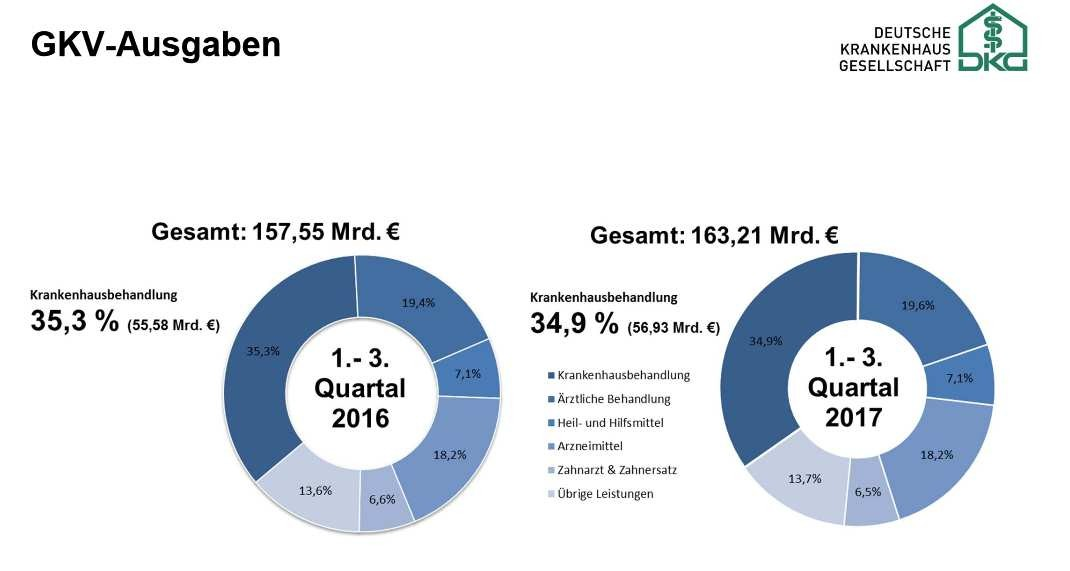 GKV-Ausgaben
DEUTSCHE
KRANKENHAUS
GESELLSCHAFT
DKG
Gesamt: 157,55 Mrd. €
Krankenhausbehandlung
35,3 % (55,58 Mrd. €)
35,3%
19,4%
7,1%
18,2%
6,6%
13,6%
1.- 3.
Quartal
2016
Gesamt: 163,21 Mrd. €
Krankenhausbehandlung
34,9 % (56,93 Mrd. €)
Krankenhausbehandlung
Ärztliche Behandlung
Heil- und Hilfsmittel
Arzneimittel
Zahnarzt & Zahnersatz
Übrige Leistungen
34,9%
19,6%
7,1%
18,2%
6,5%
13,7%
1.- 3.
Quartal
2017